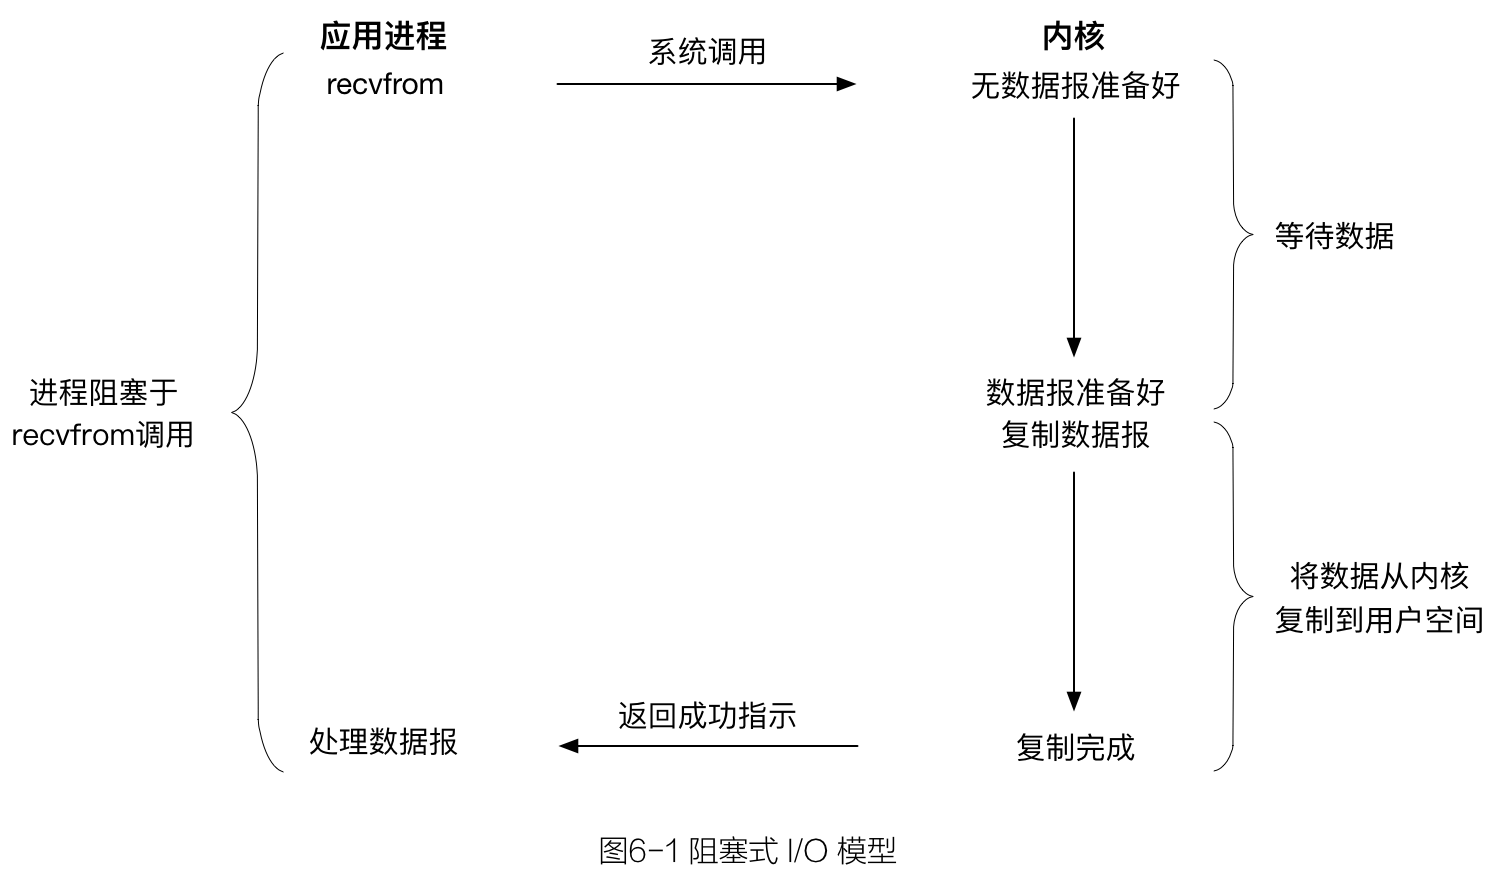 应用进程
recvfrom
系统调用
内核
无数据报准备好
等待数据
进程阻塞于
recvfrom调用
数据报准备好
复制数据报
将数据从内核
复制到用户空间
处理数据报
返回成功指示
复制完成
图6-1 阻塞式 I/O 模型